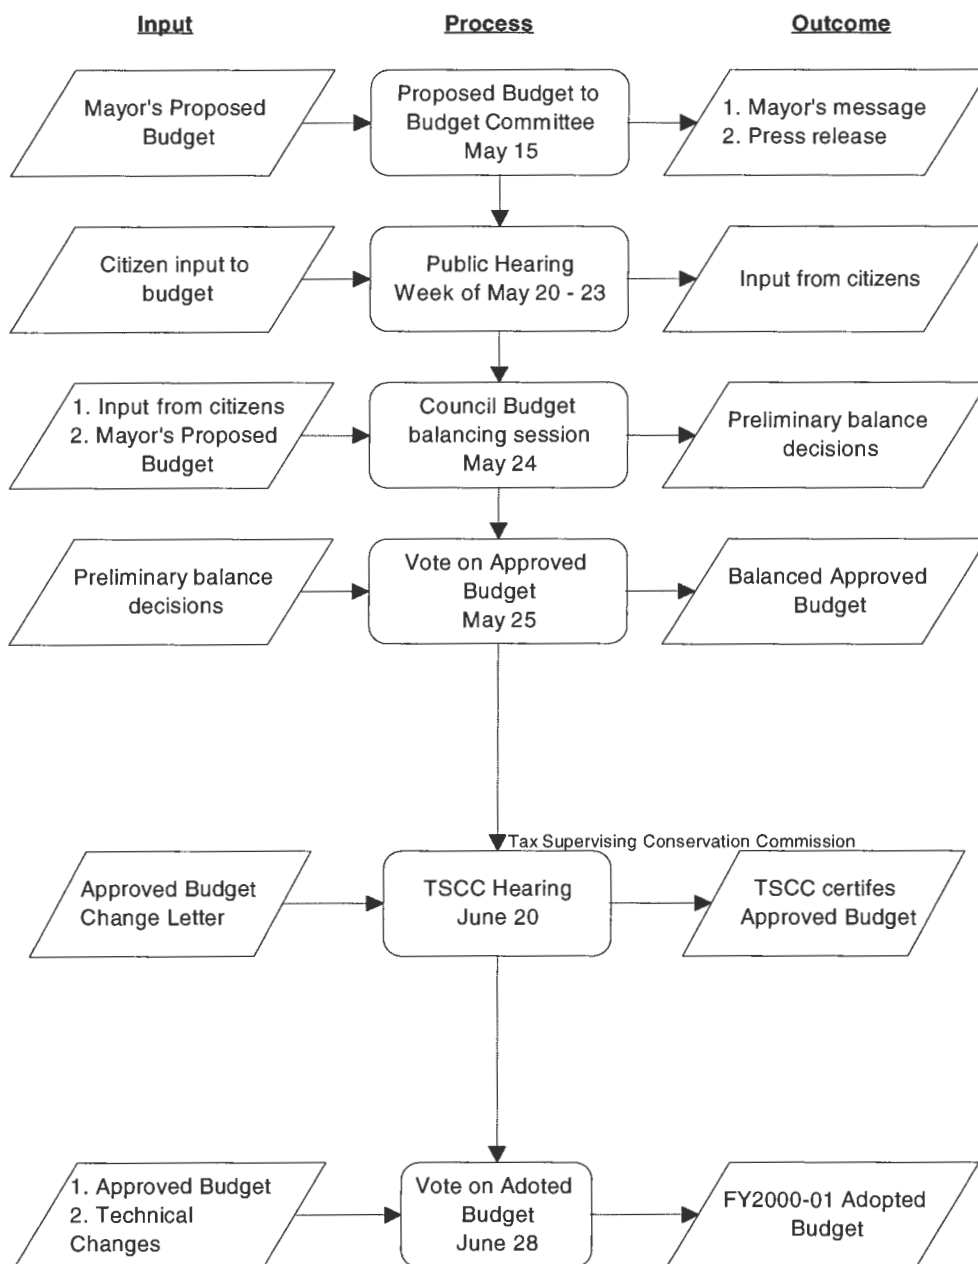 Input
Process
Outcome
Mayor's Proposed
Budget
Proposed Budget to
Budget Committee
May 15
1. Mayor's message
2. Press release
Citizen input to
budget
Public Hearing
Week of May 20 - 23
Input from citizens
1. Input from citizens
2. Mayor's Proposed
Budget
Council Budget
balancing session
May 24
Preliminary balance
decisions
Preliminary balance
decisions
Vote on Approved
Budget
May 25
Balanced Approved
Budget
Tax Supervising Conservation Commission
Approved Budget
Change Letter
TSCC Hearing
June 20
TSCC certifes
Approved Budget
1. Approved Budget
2. Technical
Changes
Vote on Adoted
Budget
June 28
FY2000-01 Adopted
Budget